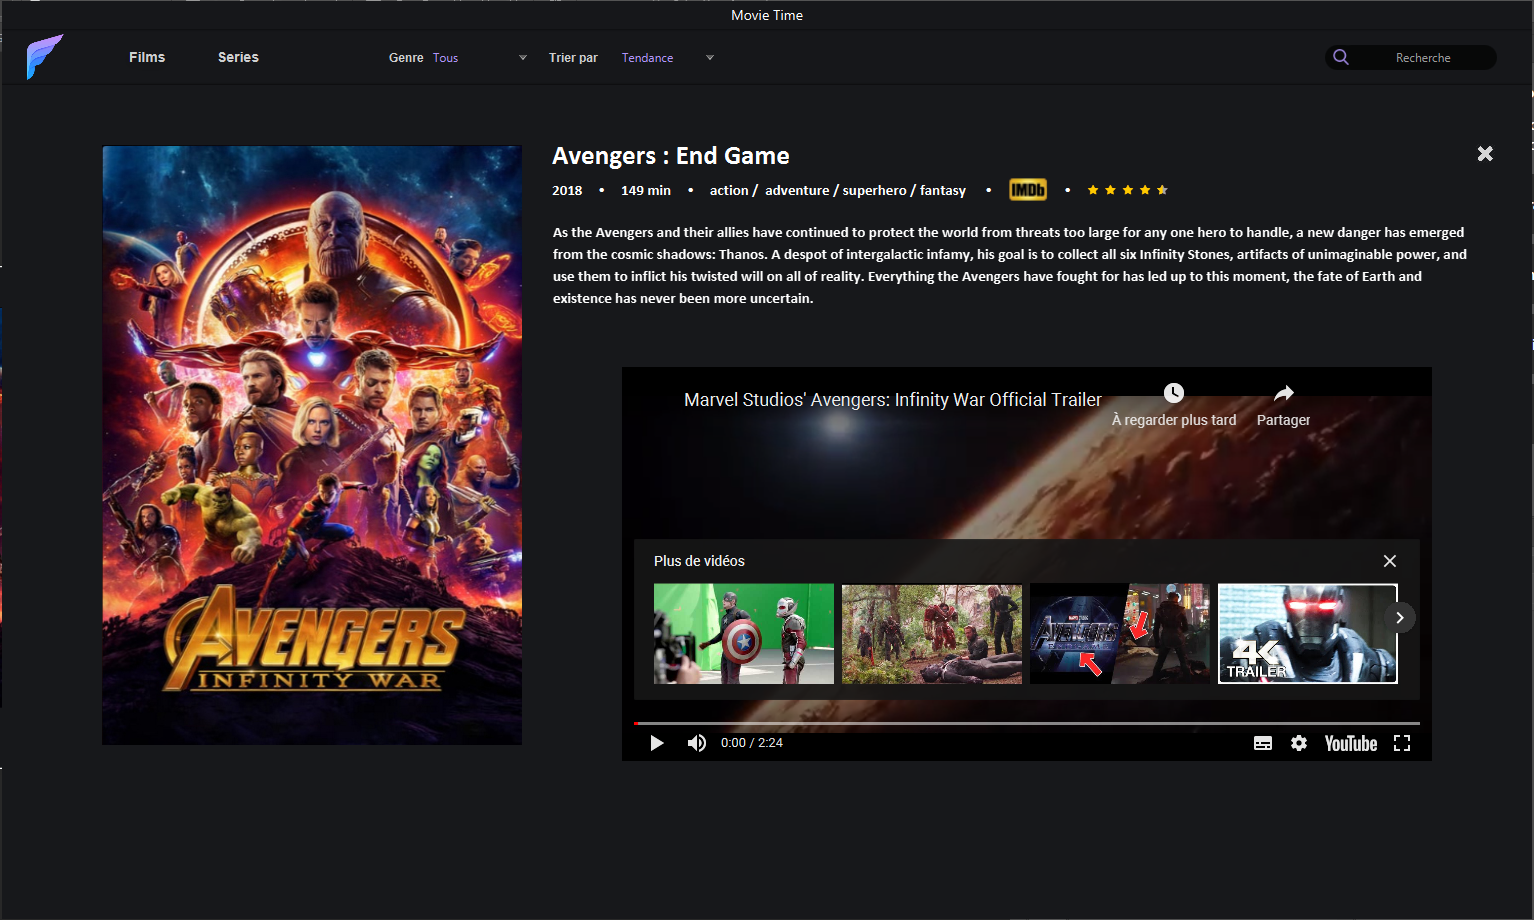 Movie Time
Films
Series
Genre Tous
Trier par Tendance
Recherche
Avengers : End Game
2018 • 149 min • action / adventure / superhero / fantasy • IMDb •
As the Avengers and their allies have continued to protect the world from threats too large for any one hero to handle, a new danger has emerged
from the cosmic shadows: Thanos. A despot of intergalactic infamy, his goal is to collect all six Infinity Stones, artifacts of unimaginable power, and
use them to inflict his twisted will on all of reality. Everything the Avengers have fought for has led up to this moment, the fate of Earth and
existence has never been more uncertain.
AVENGERS
INFINITY WAR
Marvel Studios' Avengers: Infinity War Official Trailer
À regarder plus tard
Partager
Plus de vidéos
AVENGERS
4K
TRAILER
0:00 / 2:24
YouTube